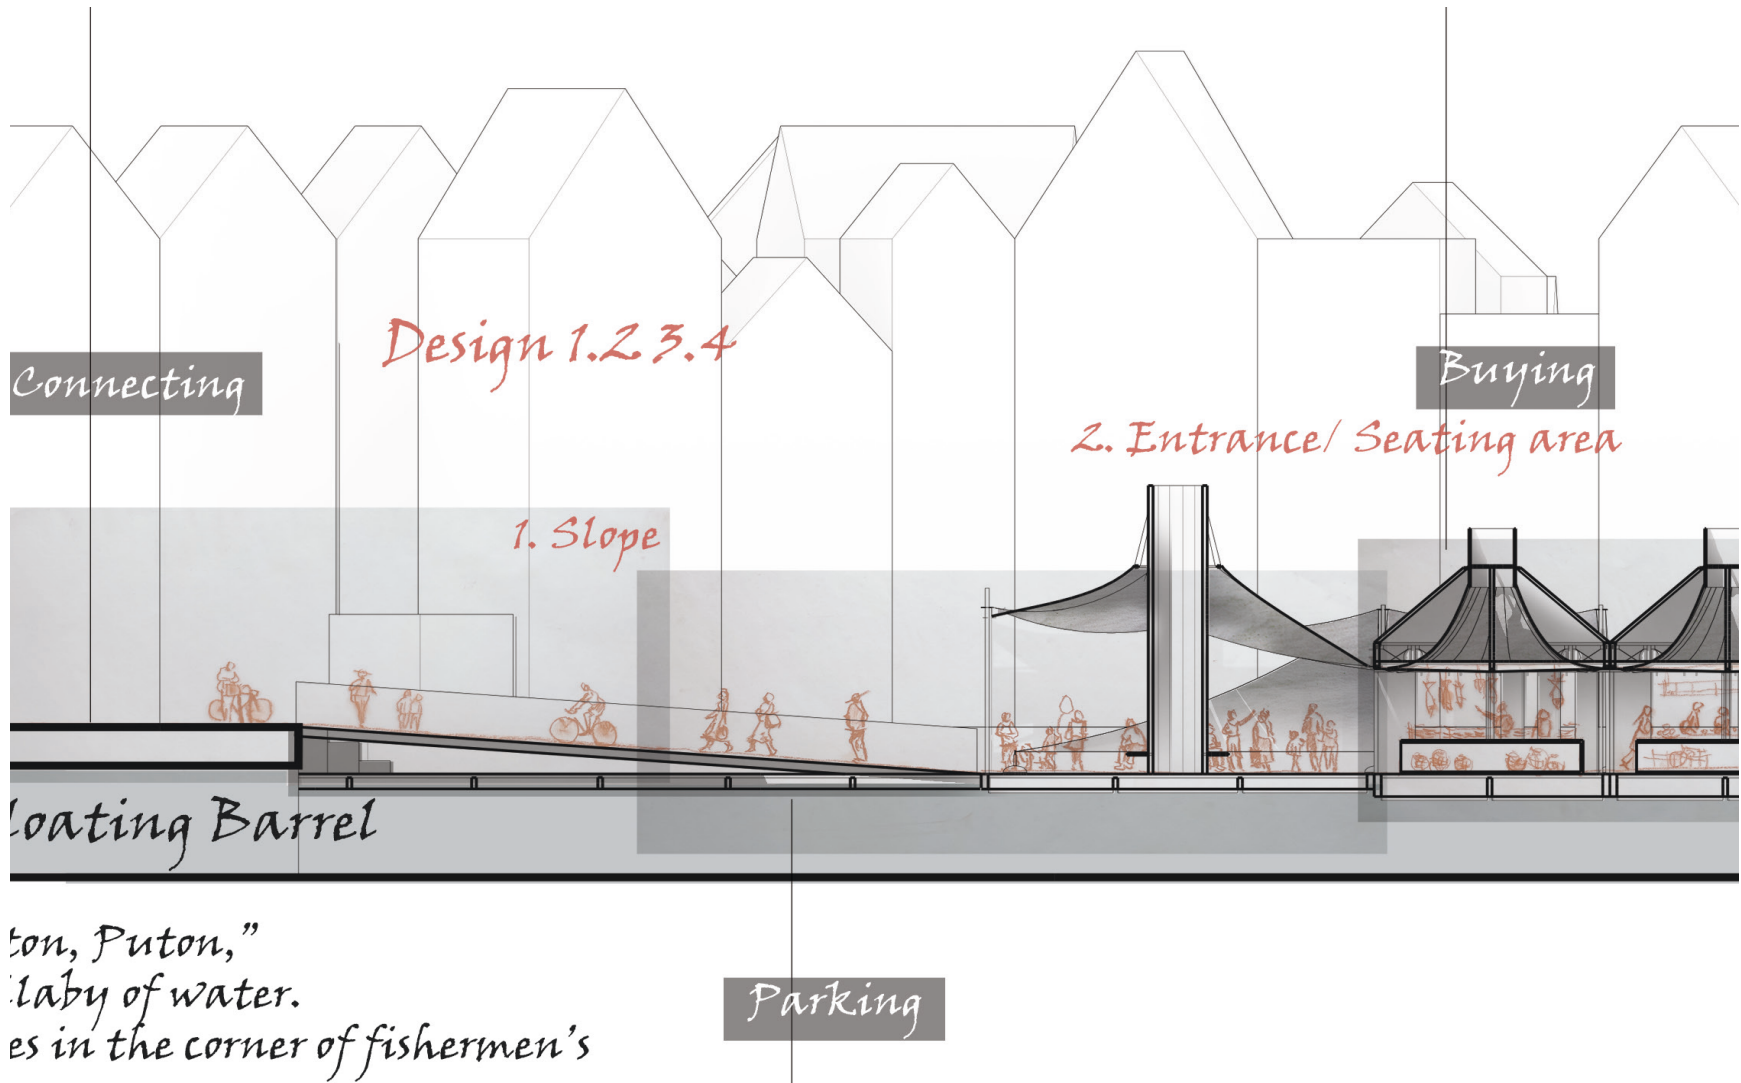 Design 1.2 3.4
Connecting
Buying
2. Entrance/ Seating area
1. Slope
loating Barrel
ton, Puton,”
laby of water.
es in the corner of fishermen’s
Parking